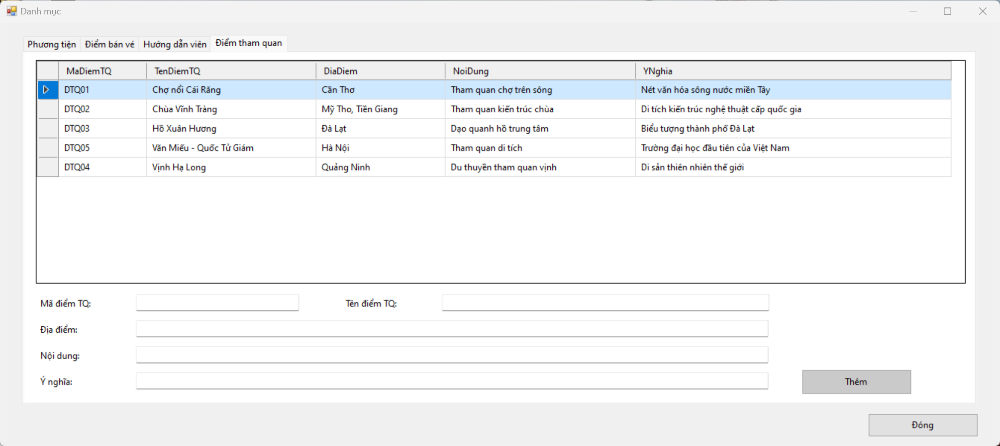 Danh mục
Phương tiện Điểm bán vé Hướng dẫn viên Điểm tham quan
MaDiemTQ TenDiemTQ DiaDiem NoiDung YNghia
DTQ01 Chợ nổi Cái Răng Cần Thơ Tham quan chợ trên sông Nét văn hóa sông nước miền Tây
DTQ02 Chùa Vĩnh Tràng Mỹ Tho, Tiền Giang Tham quan kiến trúc chùa Di tích kiến trúc nghệ thuật cấp quốc gia
DTQ03 Hồ Xuân Hương Đà Lạt Dạo quanh hồ trung tâm Biểu tượng thành phố Đà Lạt
DTQ05 Văn Miếu - Quốc Tử Giám Hà Nội Tham quan di tích Trường đại học đầu tiên của Việt Nam
DTQ04 Vịnh Hạ Long Quảng Ninh Du thuyền tham quan vịnh Di sản thiên nhiên thế giới
Mã điểm TQ: Tên điểm TQ:
Địa điểm:
Nội dung:
Ý nghĩa:
Thêm
Đóng